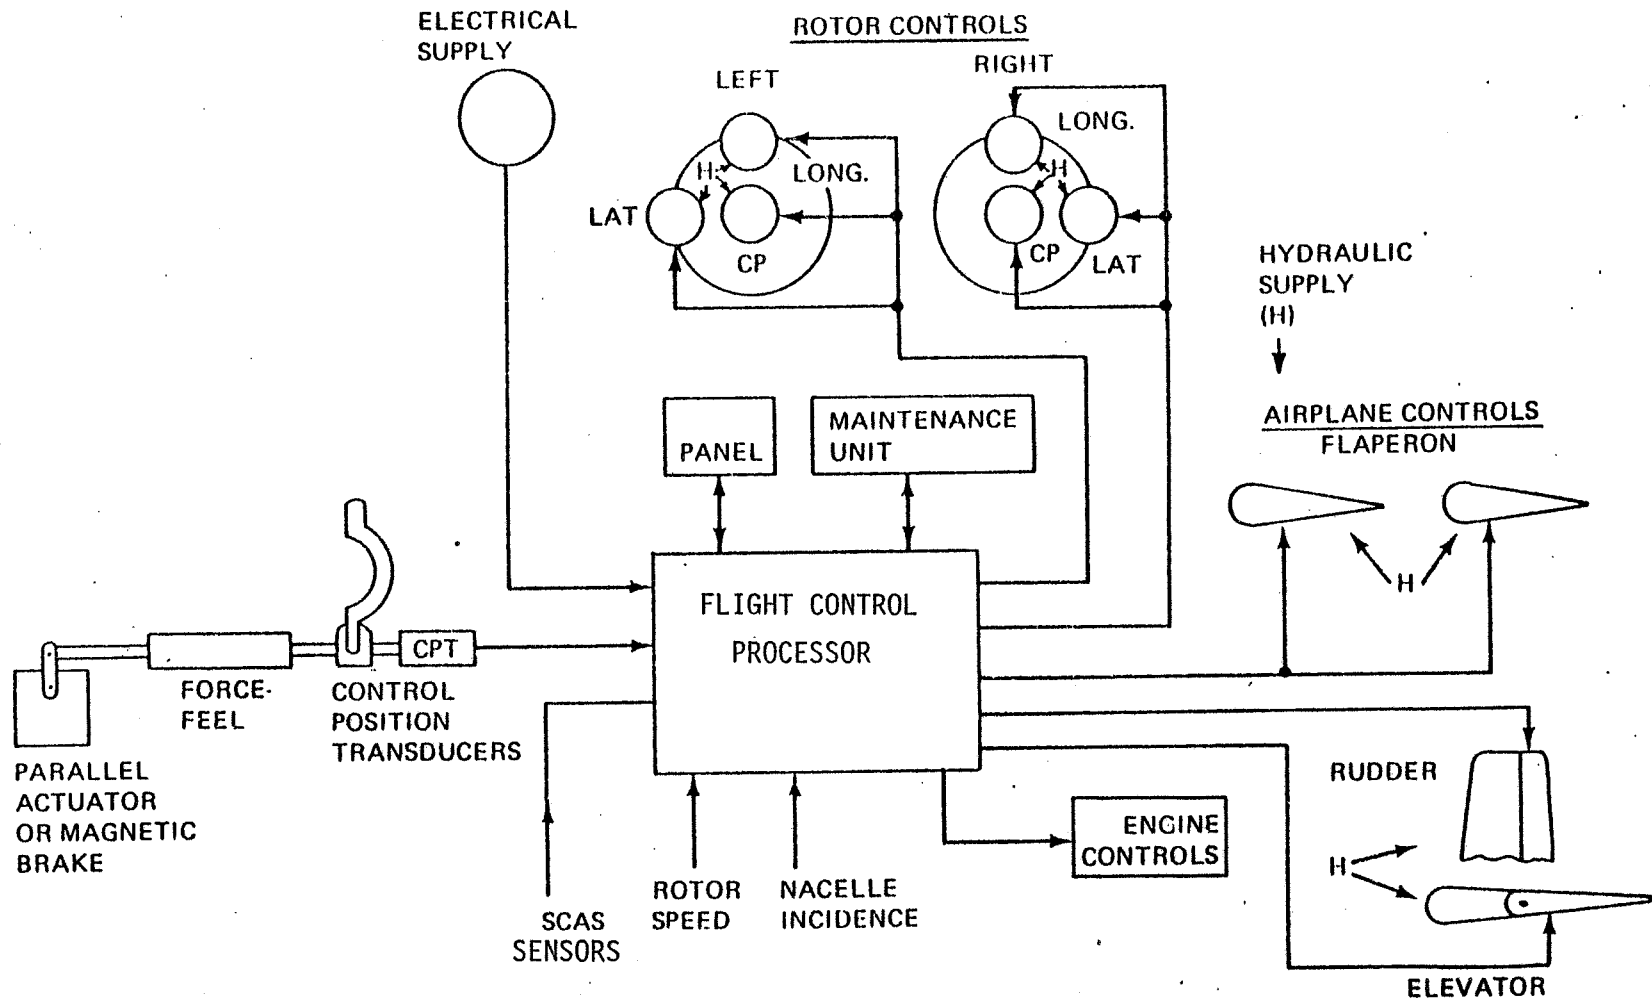 ELECTRICAL
SUPPLY
ROTOR CONTROLS
LEFT
RIGHT
LONG.
H
LONG.
H
LAT
CP
CP
LAT
HYDRAULIC
SUPPLY
(H)
AIRPLANE CONTROLS
FLAPERON
PANEL
MAINTENANCE
UNIT
H
FLIGHT CONTROL
PROCESSOR
CPT
FORCE-
FEEL
CONTROL
POSITION
TRANSDUCERS
PARALLEL
ACTUATOR
OR MAGNETIC
BRAKE
RUDDER
ENGINE
CONTROLS
H
SCAS
SENSORS
ROTOR
SPEED
NACELLE
INCIDENCE
ELEVATOR